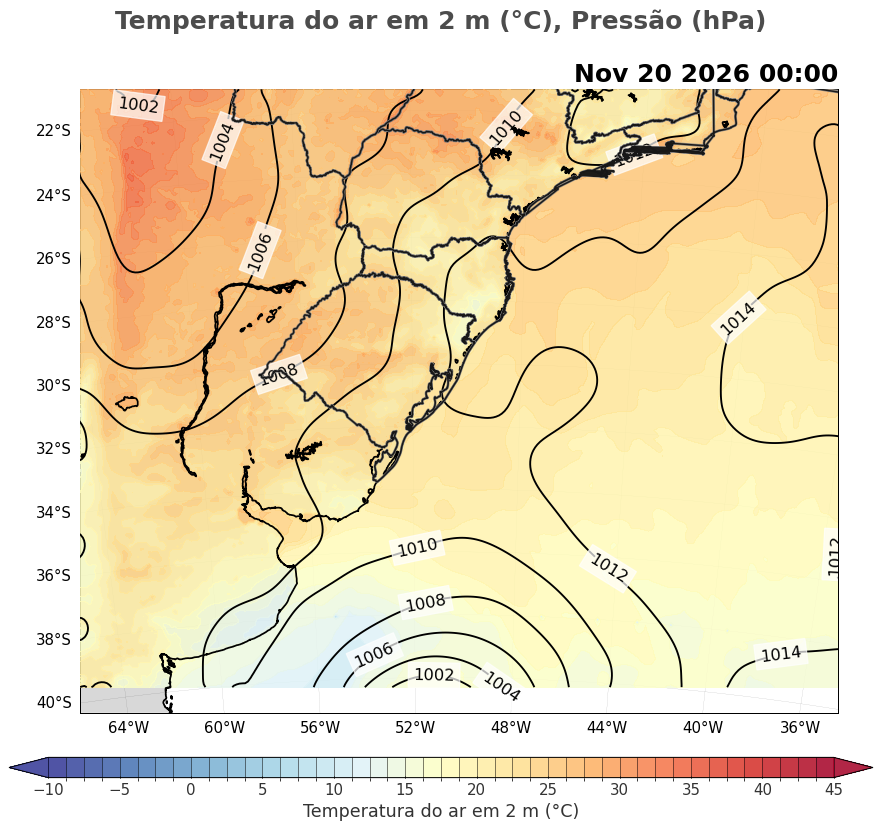 Temperatura do ar em 2 m (°C), Pressão (hPa)
Nov 20 2026 00:00
1002
1004
1010
1012
1006
1014
1008
1010
1012
1012
1008
1006
1002
1004
1014
22°S
24°S
26°S
28°S
30°S
32°S
34°S
36°S
38°S
40°S
64°W 60°W 56°W 52°W 48°W 44°W 40°W 36°W
−10 −5 0 5 10 15 20 25 30 35 40 45
Temperatura do ar em 2 m (°C)